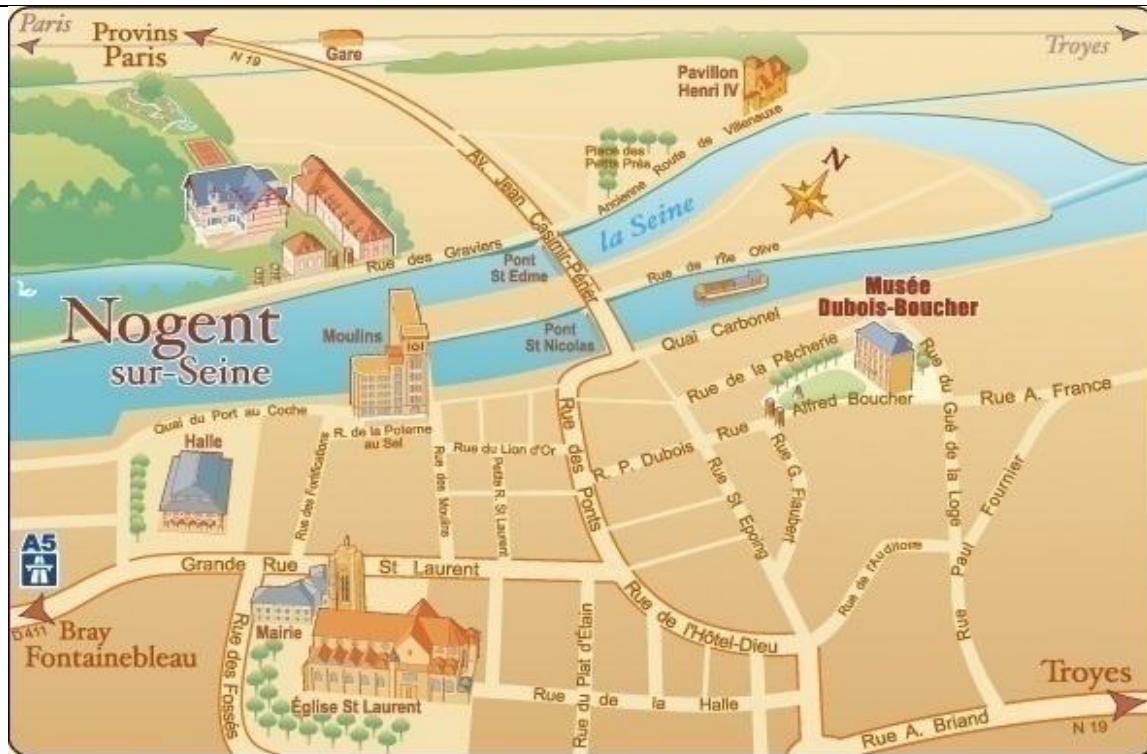 Paris
Provins
Paris
N 19
Gare
Troyes
Pavillon
Henri IV
Place des
Petits Prés
Ancienne Route de Villenauxe
N
Av. Jean Casimir-Périer
la Seine
Rue des Graviers
Pont
St Edme
Rue de l'Île Olive
Nogent
sur-Seine
Moulins
Pont
St Nicolas
Quai Carbonel
Musée
Dubois-Boucher
Rue de la Pêcherie
Rue du Gué de la Loge
Rue A. France
Rue Alfred Boucher
Quai du Port au Coche
Halle
R. de la Poterne
au Sel
Rue du Lion d'Or
Rue des Ponts
R. P. Dubois
Rue des Fortifications
Rue des Moulins
Petite R. St Laurent
Rue St Epoing
Rue G. Flaubert
Rue Paul Fournier
Rue de l'Auditoire
A5
Grande Rue St Laurent
D411
Bray
Fontainebleau
Mairie
Rue des Fossés
Église St Laurent
Rue du Plat d'Etain
Rue de l'Hôtel-Dieu
Rue de la Halle
Rue A. Briand
Troyes
N 19